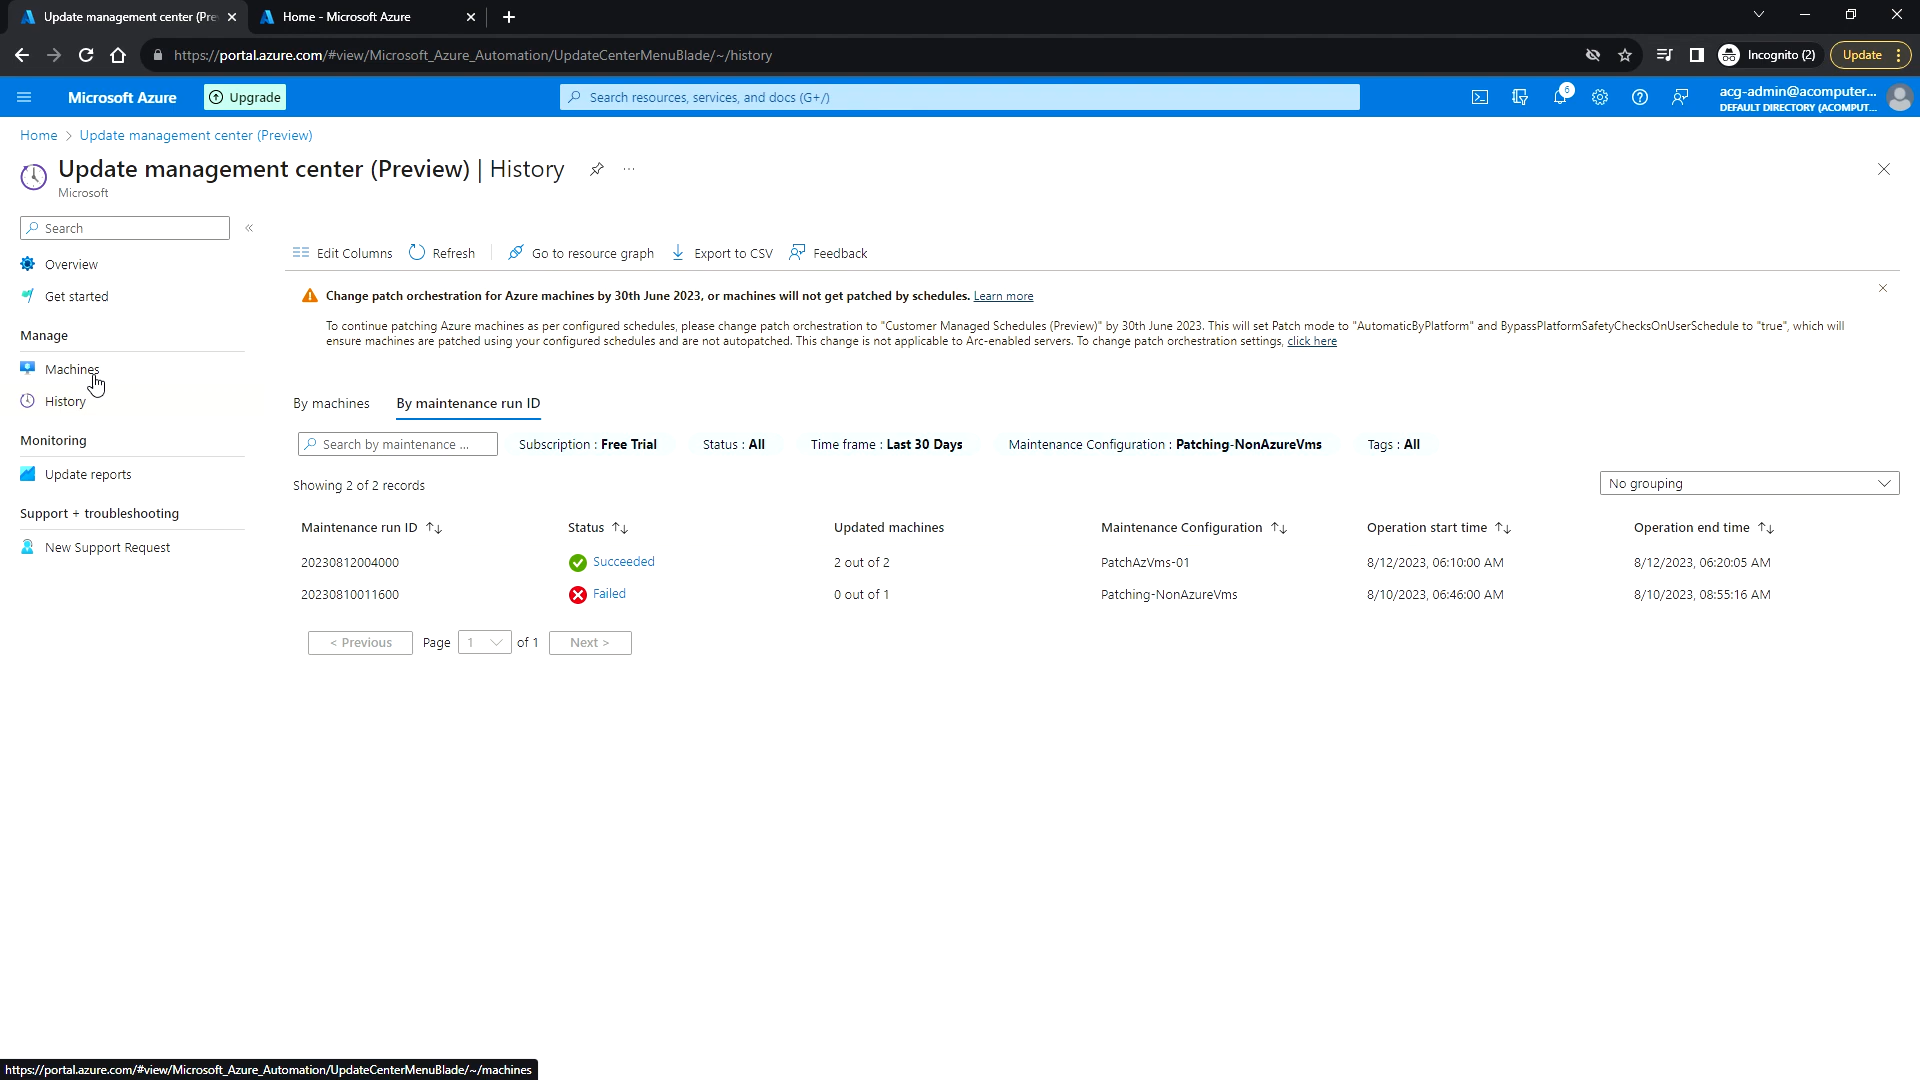 Update management center (Pre
Home - Microsoft Azure
https://portal.azure.com/#view/Microsoft_Azure_Automation/UpdateCenterMenuBlade/~/history
Incognito (2)
Update
Microsoft Azure
Upgrade
Search resources, services, and docs (G+/)
6
acg-admin@acomputer...
DEFAULT DIRECTORY (ACOMPUT...
Home > Update management center (Preview)
Update management center (Preview) | History
...
Microsoft
Search
«
Overview
Get started
Manage
Machines
History
Monitoring
Update reports
Support + troubleshooting
New Support Request
Edit Columns
Refresh
Go to resource graph
Export to CSV
Feedback
Change patch orchestration for Azure machines by 30th June 2023, or machines will not get patched by schedules. Learn more
To continue patching Azure machines as per configured schedules, please change patch orchestration to "Customer Managed Schedules (Preview)" by 30th June 2023. This will set Patch mode to "AutomaticByPlatform" and BypassPlatformSafetyChecksOnUserSchedule to "true", which will
ensure machines are patched using your configured schedules and are not autopatched. This change is not applicable to Arc-enabled servers. To change patch orchestration settings, click here
By machines
By maintenance run ID
Search by maintenance ...
Subscription : Free Trial
Status : All
Time frame : Last 30 Days
Maintenance Configuration : Patching-NonAzureVms
Tags : All
Showing 2 of 2 records
No grouping
Maintenance run ID ↑↓ Status ↑↓ Updated machines Maintenance Configuration ↑↓ Operation start time ↑↓ Operation end time ↑↓
20230812004000 Succeeded 2 out of 2 PatchAzVms-01 8/12/2023, 06:10:00 AM 8/12/2023, 06:20:05 AM
20230810011600 Failed 0 out of 1 Patching-NonAzureVms 8/10/2023, 06:46:00 AM 8/10/2023, 08:55:16 AM
< Previous Page 1 of 1 Next >
https://portal.azure.com/#view/Microsoft_Azure_Automation/UpdateCenterMenuBlade/~/machines